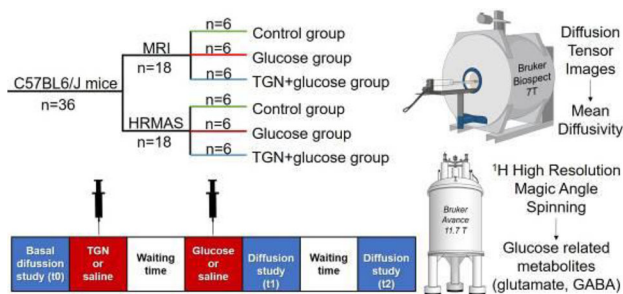 C57BL6/J mice
n=36
MRI
n=18
HRMAS
n=18
n=6
Control group
n=6
Glucose group
n=6
TGN+glucose group
n=6
Control group
n=6
Glucose group
n=6
TGN+glucose group
Bruker
Biospect
7T
Diffusion
Tensor
Images
Mean
Diffusivity
Bruker
Avance
11.7 T
¹H High Resolution
Magic Angle
Spinning
Glucose related
metabolites
(glutamate, GABA)
Basal
difussion
study (t0)
TGN
or
saline
Waiting
time
Glucose
or
saline
Diffusion
study
(t1)
Waiting
time
Diffusion
study (t2)